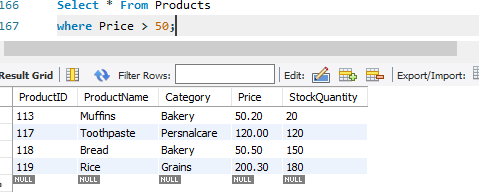 166 Select * From Products
167 where Price > 50;
Result Grid Filter Rows: Edit: Export/Import:
ProductID ProductName Category Price StockQuantity
113 Muffins Bakery 50.20 20
117 Toothpaste Persnalcare 120.00 120
118 Bread Bakery 50.50 150
119 Rice Grains 200.30 180
NULL NULL NULL NULL NULL